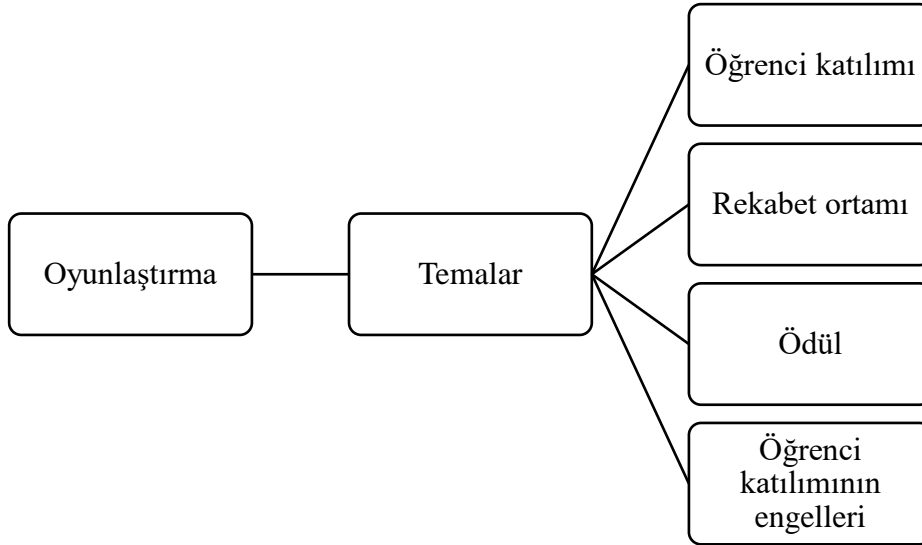 Oyunlaştırma
Temalar
Öğrenci katılımı
Rekabet ortamı
Ödül
Öğrenci
katılımının
engelleri